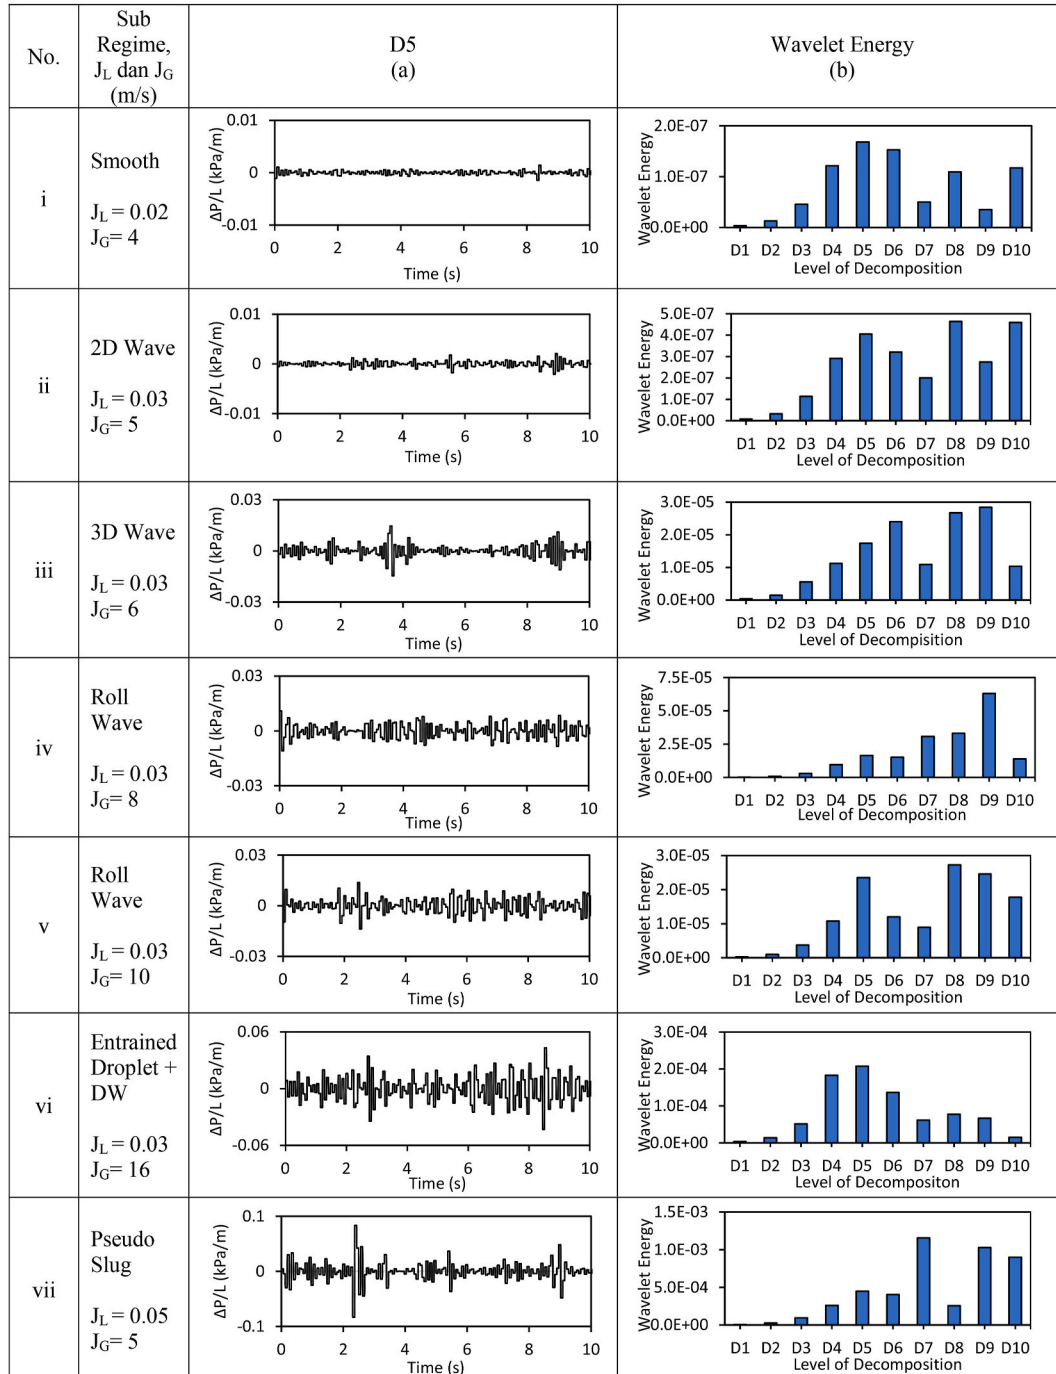 No.
Sub
Regime,
J_L dan J_G
(m/s)
D5
(a)
Wavelet Energy
(b)
i
Smooth
J_L = 0.02
J_G= 4
ΔP/L (kPa/m)
0.01
0
-0.01
0 2 4 6 8 10
Time (s)
Wavelet Energy
2.0E-07
1.0E-07
0.0E+00
D1 D2 D3 D4 D5 D6 D7 D8 D9 D10
Level of Decomposition
ii
2D Wave
J_L = 0.03
J_G= 5
ΔP/L (kPa/m)
0.01
0
-0.01
0 2 4 6 8 10
Time (s)
Wavelet Energy
5.0E-07
4.0E-07
3.0E-07
2.0E-07
1.0E-07
0.0E+00
D1 D2 D3 D4 D5 D6 D7 D8 D9 D10
Level of Decomposition
iii
3D Wave
J_L = 0.03
J_G= 6
ΔP/L (kPa/m)
0.03
0
-0.03
0 2 4 6 8 10
Time (s)
Wavelet Energy
3.0E-05
2.0E-05
1.0E-05
0.0E+00
D1 D2 D3 D4 D5 D6 D7 D8 D9 D10
Level of Decompisition
iv
Roll
Wave
J_L = 0.03
J_G= 8
ΔP/L (kPa/m)
0.03
0
-0.03
0 2 4 6 8 10
Time (s)
Wavelet Energy
7.5E-05
5.0E-05
2.5E-05
0.0E+00
D1 D2 D3 D4 D5 D6 D7 D8 D9 D10
Level of Decomposition
v
Roll
Wave
J_L = 0.03
J_G= 10
ΔP/L (kPa/m)
0.03
0
-0.03
0 2 4 6 8 10
Time (s)
Wavelet Energy
3.0E-05
2.0E-05
1.0E-05
0.0E+00
D1 D2 D3 D4 D5 D6 D7 D8 D9 D10
Level of Decomposition
vi
Entrained
Droplet +
DW
J_L = 0.03
J_G= 16
ΔP/L (kPa/m)
0.06
0
-0.06
0 2 4 6 8 10
Time (s)
Wavelet Energy
3.0E-04
2.0E-04
1.0E-04
0.0E+00
D1 D2 D3 D4 D5 D6 D7 D8 D9 D10
Level of Decompositon
vii
Pseudo
Slug
J_L = 0.05
J_G= 5
ΔP/L (kPa/m)
0.1
0
-0.1
0 2 4 6 8 10
Time (s)
Wavelet Energy
1.5E-03
1.0E-03
5.0E-04
0.0E+00
D1 D2 D3 D4 D5 D6 D7 D8 D9 D10
Level of Decomposition